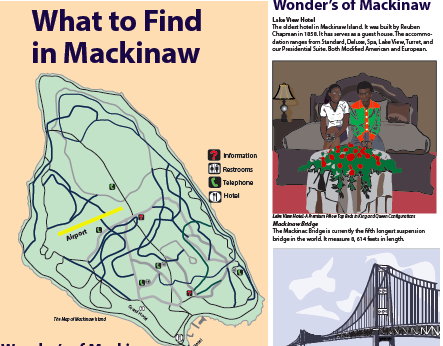 What to Find
in Mackinaw
Information
Restrooms
Telephone
Hotel
Airport
The Map of Mackinaw Island
Wonder's of Mackinaw
Lake View Hotel
The oldest hotel in Mackinaw Island. It was built by Reuben
Chapman in 1858. It has serves as a guest house. The accommo-
dation ranges from Standard, Deluxe, Spa, Lake View, Turret, and
our Presidential Suite. Both Modified American and European.
Lake View Hotel: A Premium Pillow Top Beds in King and Queen Configurations
Mackinaw Bridge
The Mackinac Bridge is currently the fifth longest suspension
bridge in the world. It measure 8, 614 feets in length.